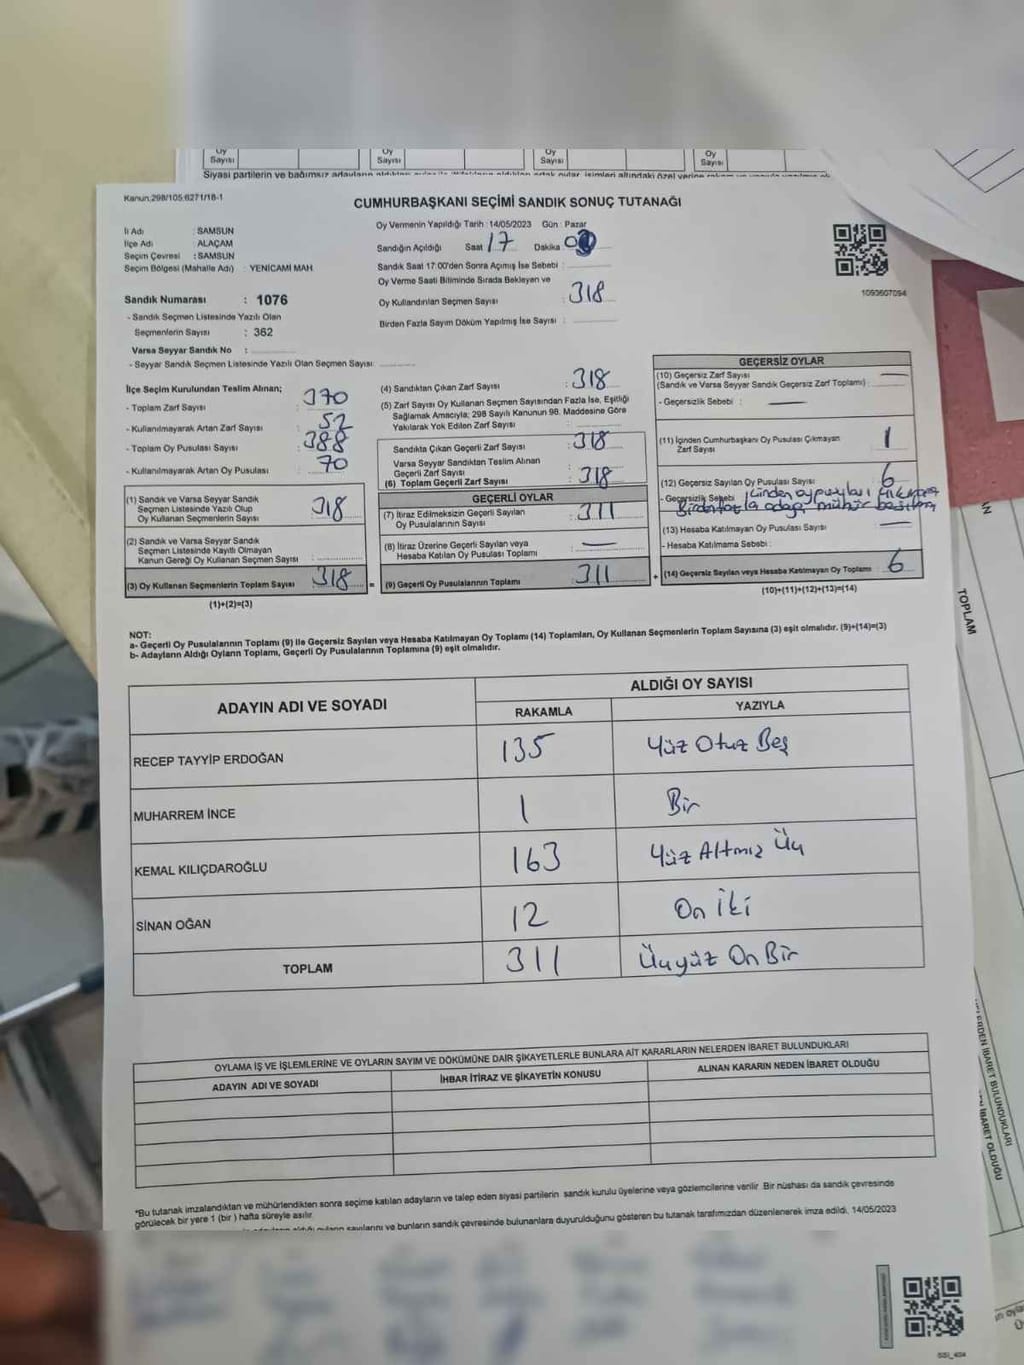 Oy Sayısı Oy Sayısı Oy Sayısı Oy Sayısı
Siyasi partilerin ve bağımsız adayların
Kanun:298/105;6271/18-1
CUMHURBAŞKANI SEÇİMİ SANDIK SONUÇ TUTANAĞI
İl Adı : SAMSUN
İlçe Adı : ALAÇAM
Seçim Çevresi : SAMSUN
Seçim Bölgesi (Mahalle Adı) : YENİCAMİ MAH
Sandık Numarası : 1076
- Sandık Seçmen Listesinde Yazılı Olan
Seçmenlerin Sayısı : 362
Varsa Seyyar Sandık No :
- Seyyar Sandık Seçmen Listesinde Yazılı Olan Seçmen Sayısı:
Oy Vermenin Yapıldığı Tarih : 14/05/2023 Gün : Pazar
Sandığın Açıldığı Saat 17 Dakika
Sandık Saat 17:00'den Sonra Açımış İse Sebebi :
Oy Verme Saati Bitiminde Sırada Bekleyen ve
Oy Kullandırılan Seçmen Sayısı : 318
Birden Fazla Sayım Döküm Yapılmış İse Sayısı :
1093607094
İlçe Seçim Kurulundan Teslim Alınan;
- Toplam Zarf Sayısı : 370
- Kullanılmayarak Artan Zarf Sayısı : 52
- Toplam Oy Pusulası Sayısı : 388
- Kullanılmayarak Artan Oy Pusulası : 70
(1) Sandık ve Varsa Seyyar Sandık
Seçmen Listesinde Yazılı Olup
Oy Kullanan Seçmenlerin Sayısı : 318
(2) Sandık ve Varsa Seyyar Sandık
Seçmen Listesinde Kayıtlı Olmayan
Kanun Gereği Oy Kullanan Seçmen Sayısı :
(3) Oy Kullanan Seçmenlerin Toplam Sayısı : 318 =
(1)+(2)=(3)
(4) Sandıktan Çıkan Zarf Sayısı : 318
(5) Zarf Sayısı Oy Kullanan Seçmen Sayısından Fazla İse, Eşitliği
Sağlamak Amacıyla; 298 Sayılı Kanunun 98. Maddesine Göre
Yakılarak Yok Edilen Zarf Sayısı :
Sandıkta Çıkan Geçerli Zarf Sayısı : 318
Varsa Seyyar Sandıktan Teslim Alınan
Geçerli Zarf Sayısı :
(6) Toplam Geçerli Zarf Sayısı : 318
GEÇERLİ OYLAR
(7) İtiraz Edilmeksizin Geçerli Sayılan
Oy Pusulalarının Sayısı : 311
(8) İtiraz Üzerine Geçerli Sayılan veya
Hesaba Katılan Oy Pusulası Toplamı : —
(9) Geçerli Oy Pusulalarının Toplamı : 311 +
GEÇERSİZ OYLAR
(10) Geçersiz Zarf Sayısı
(Sandık ve Varsa Seyyar Sandık Geçersiz Zarf Toplamı) : —
- Geçersizlik Sebebi : —
(11) İçinden Cumhurbaşkanı Oy Pusulası Çıkmayan
Zarf Sayısı : 1
(12) Geçersiz Sayılan Oy Pusulası Sayısı : 6
- Geçersizlik Sebebi : içinden oy pusulası çıkmama
Birden fazla adaya mühür basılma
(13) Hesaba Katılmayan Oy Pusulası Sayısı : —
- Hesaba Katılmama Sebebi :
(14) Geçersiz Sayılan veya Hesaba Katılmayan Oy Toplamı : 6
(10)+(11)+(12)+(13)=(14)
NOT:
a- Geçerli Oy Pusulalarının Toplamı (9) ile Geçersiz Sayılan veya Hesaba Katılmayan Oy Toplamı (14) Toplamları, Oy Kullanan Seçmenlerin Toplam Sayısına (3) eşit olmalıdır. (9)+(14)=(3)
b- Adayların Aldığı Oyların Toplamı, Geçerli Oy Pusulalarının Toplamına (9) eşit olmalıdır.
ADAYIN ADI VE SOYADI ALDIĞI OY SAYISI
RAKAMLA YAZIYLA
RECEP TAYYİP ERDOĞAN 135 Yüz Otuz Beş
MUHARREM İNCE 1 Bir
KEMAL KILIÇDAROĞLU 163 Yüz Altmış Üç
SİNAN OĞAN 12 On İki
TOPLAM 311 Üçyüz On Bir
OYLAMA İŞ VE İŞLEMLERİNE VE OYLARIN SAYIM VE DÖKÜMÜNE DAİR ŞİKAYETLERLE BUNLARA AİT KARARLARIN NELERDEN İBARET BULUNDUKLARI
ADAYIN ADI VE SOYADI İHBAR İTİRAZ VE ŞİKAYETİN KONUSU ALINAN KARARIN NEDEN İBARET OLDUĞU
*Bu tutanak imzalandıktan ve mühürlendikten sonra seçime katılan adayların ve talep eden siyasi partilerin sandık kurulu üyelerine veya gözlemcilerine verilir. Bir nüshası da sandık çevresinde
görülecek bir yere 1 (bir ) hafta süreyle asılır.
sayılarını ve bunların sandık çevresinde bulunanlara duyurulduğunu gösteren bu tutanak tarafımızdan düzenlenerek imza edildi. 14/05/2023
TOPLAM
İBARET BULUNDUKLARI
İBARET OLDUĞU